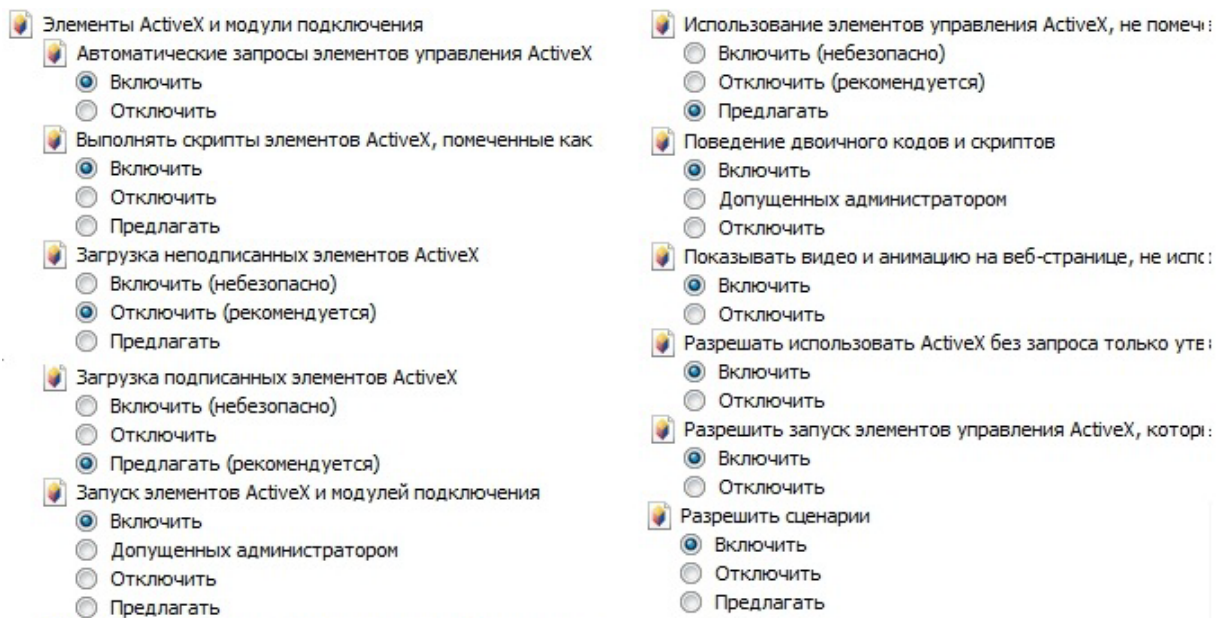 Элементы ActiveX и модули подключения
Автоматические запросы элементов управления ActiveX
Включить
Отключить
Выполнять скрипты элементов ActiveX, помеченные как
Включить
Отключить
Предлагать
Загрузка неподписанных элементов ActiveX
Включить (небезопасно)
Отключить (рекомендуется)
Предлагать
Загрузка подписанных элементов ActiveX
Включить (небезопасно)
Отключить
Предлагать (рекомендуется)
Запуск элементов ActiveX и модулей подключения
Включить
Допущенных администратором
Отключить
Предлагать
Использование элементов управления ActiveX, не помеч
Включить (небезопасно)
Отключить (рекомендуется)
Предлагать
Поведение двоичного кодов и скриптов
Включить
Допущенных администратором
Отключить
Показывать видео и анимацию на веб-странице, не испо
Включить
Отключить
Разрешать использовать ActiveX без запроса только утв
Включить
Отключить
Разрешить запуск элементов управления ActiveX, котор
Включить
Отключить
Разрешить сценарии
Включить
Отключить
Предлагать